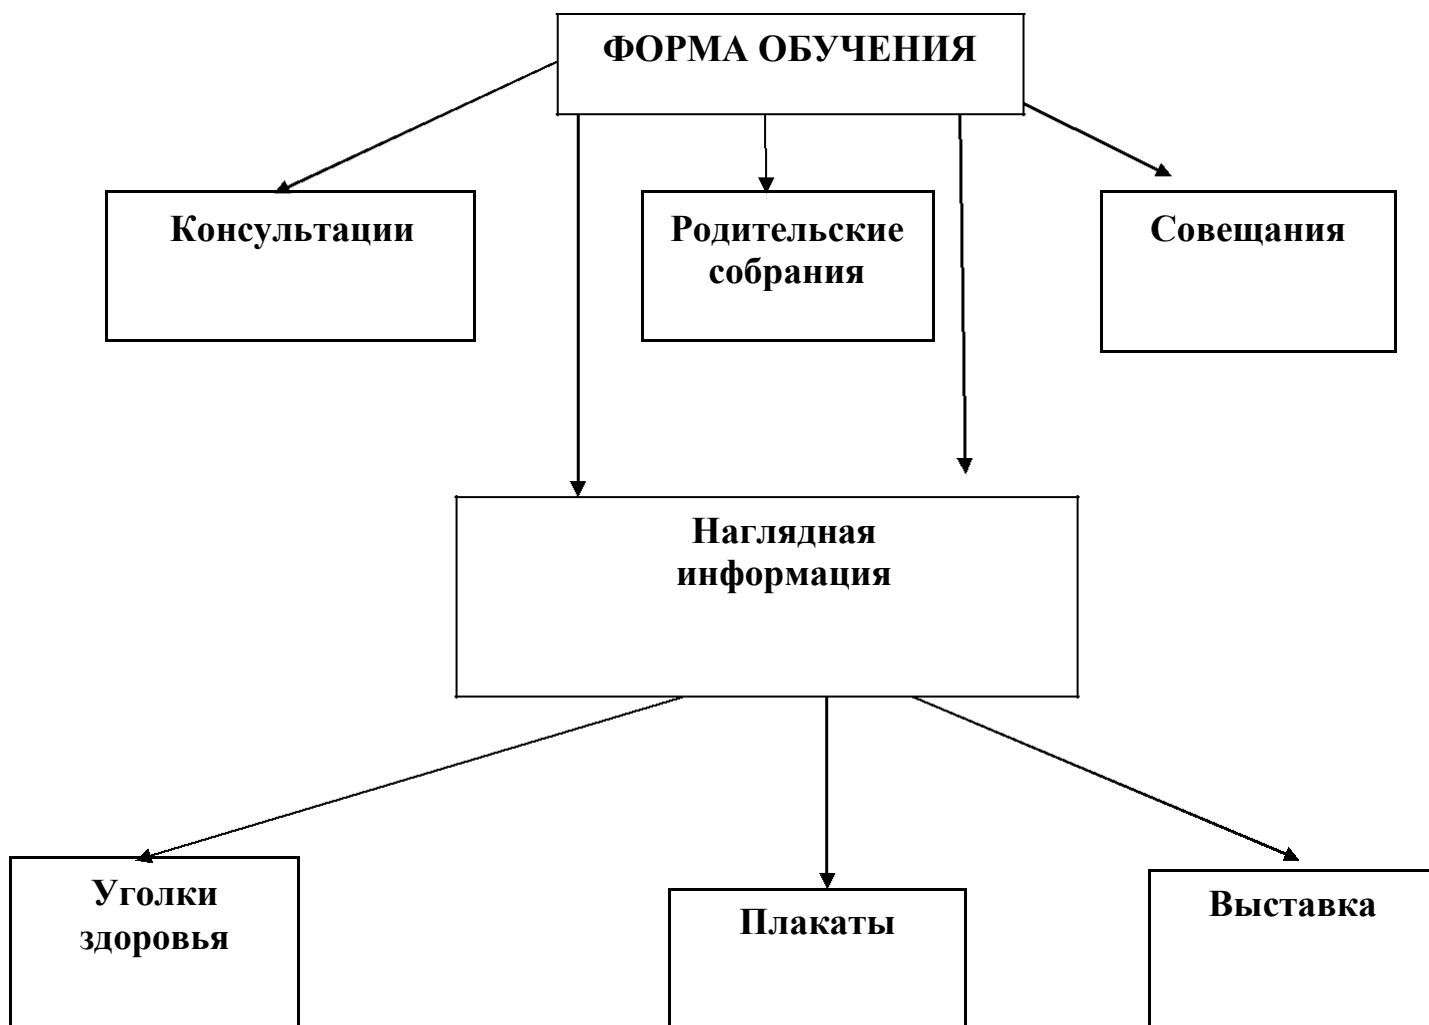 ФОРМА ОБУЧЕНИЯ
Консультации
Родительские
собрания
Совещания
Наглядная
информация
Уголки
здоровья
Плакаты
Выставка